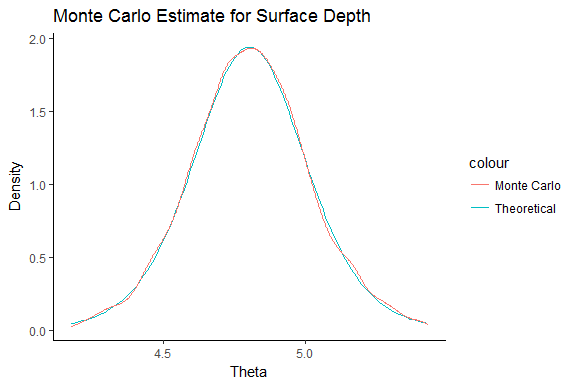 Monte Carlo Estimate for Surface Depth
2.0
1.5
1.0
0.5
0.0
Density
4.5
5.0
Theta
colour
Monte Carlo
Theoretical